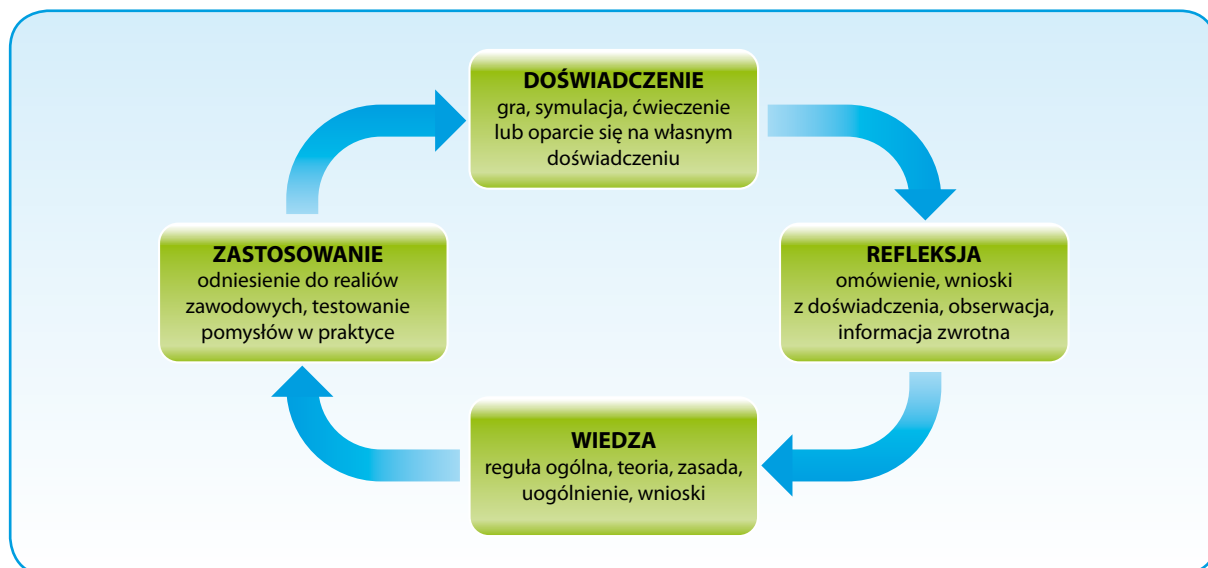 DOŚWIADCZENIE
gra, symulacja, ćwieczenie
lub oparcie się na własnym
doświadczeniu
REFLEKSJA
omówienie, wnioski
z doświadczenia, obserwacja,
informacja zwrotna
WIEDZA
reguła ogólna, teoria, zasada,
uogólnienie, wnioski
ZASTOSOWANIE
odniesienie do realiów
zawodowych, testowanie
pomysłów w praktyce